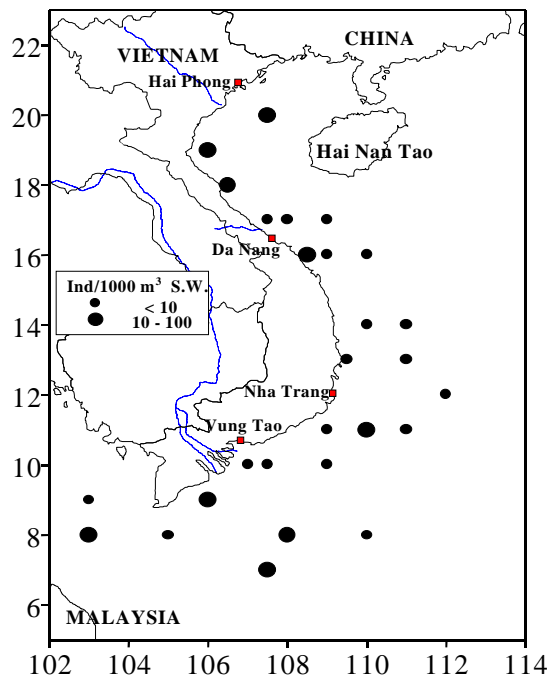 22
20
18
16
14
12
10
8
6
CHINA
VIETNAM
Hai Phong
Hai Nan Tao
Da Nang
Ind/1000 m³ S.W.
< 10
10 - 100
Nha Trang
Vung Tao
MALAYSIA
102 104 106 108 110 112 114